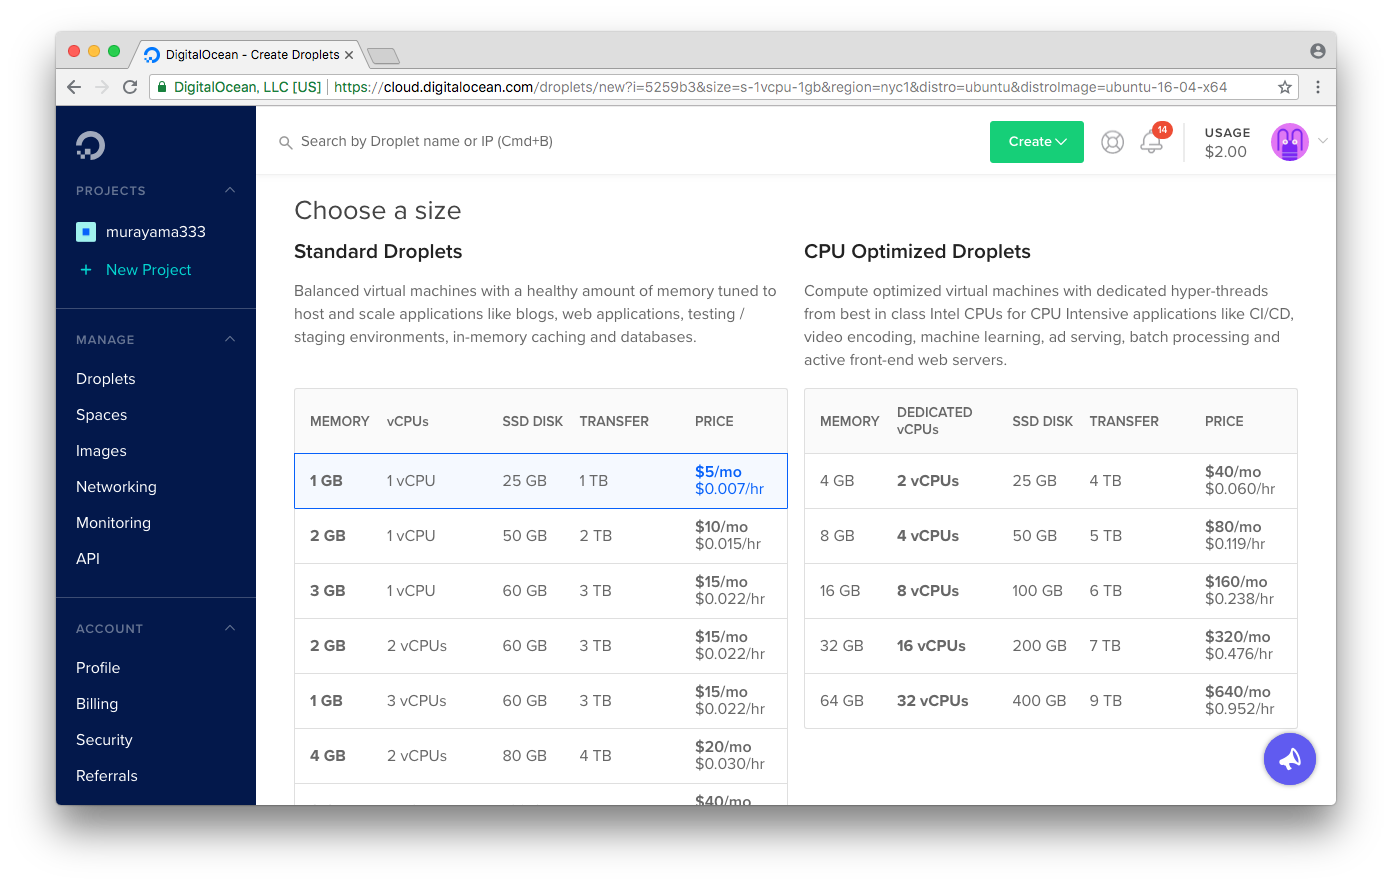 DigitalOcean - Create Droplets
DigitalOcean, LLC [US] https://cloud.digitalocean.com/droplets/new?i=5259b3&size=s-1vcpu-1gb&region=nyc1&distro=ubuntu&distroImage=ubuntu-16-04-x64
Search by Droplet name or IP (Cmd+B)
Create
14
USAGE
$2.00
PROJECTS
murayama333
+ New Project
MANAGE
Droplets
Spaces
Images
Networking
Monitoring
API
ACCOUNT
Profile
Billing
Security
Referrals
Choose a size
Standard Droplets
Balanced virtual machines with a healthy amount of memory tuned to
host and scale applications like blogs, web applications, testing /
staging environments, in-memory caching and databases.
MEMORY vCPUs SSD DISK TRANSFER PRICE
1 GB 1 vCPU 25 GB 1 TB $5/mo
$0.007/hr
2 GB 1 vCPU 50 GB 2 TB $10/mo
$0.015/hr
3 GB 1 vCPU 60 GB 3 TB $15/mo
$0.022/hr
2 GB 2 vCPUs 60 GB 3 TB $15/mo
$0.022/hr
1 GB 3 vCPUs 60 GB 3 TB $15/mo
$0.022/hr
4 GB 2 vCPUs 80 GB 4 TB $20/mo
$0.030/hr
$40/mo
CPU Optimized Droplets
Compute optimized virtual machines with dedicated hyper-threads
from best in class Intel CPUs for CPU Intensive applications like CI/CD,
video encoding, machine learning, ad serving, batch processing and
active front-end web servers.
MEMORY DEDICATED vCPUs SSD DISK TRANSFER PRICE
4 GB 2 vCPUs 25 GB 4 TB $40/mo
$0.060/hr
8 GB 4 vCPUs 50 GB 5 TB $80/mo
$0.119/hr
16 GB 8 vCPUs 100 GB 6 TB $160/mo
$0.238/hr
32 GB 16 vCPUs 200 GB 7 TB $320/mo
$0.476/hr
64 GB 32 vCPUs 400 GB 9 TB $640/mo
$0.952/hr